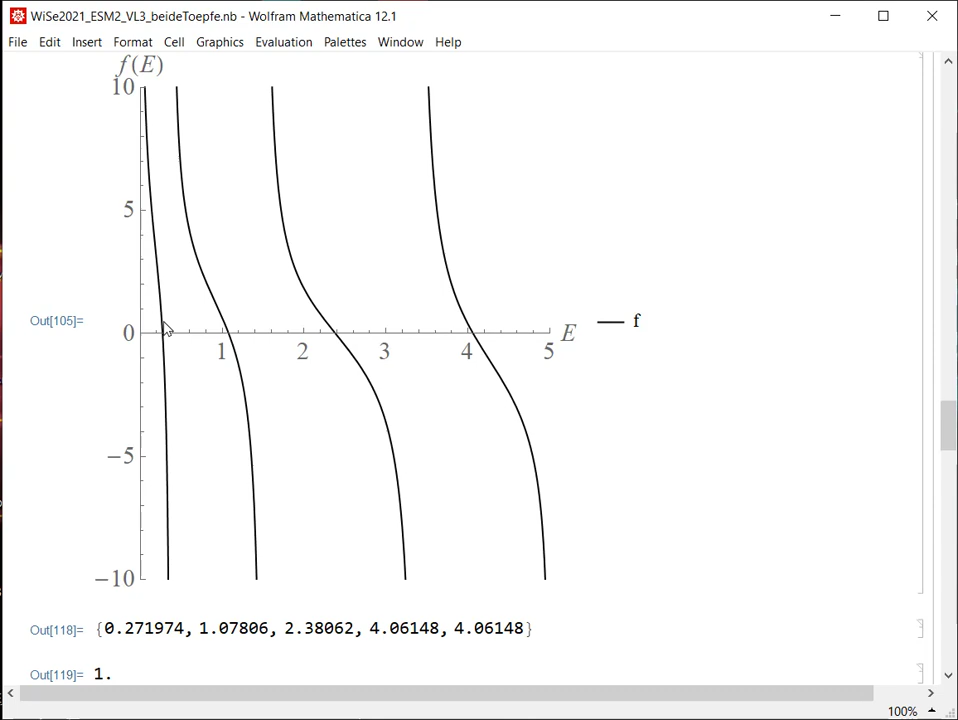 WiSe2021_ESM2_VL3_beideToepfe.nb - Wolfram Mathematica 12.1
File Edit Insert Format Cell Graphics Evaluation Palettes Window Help
f(E)
10
5
Out[105]=
0
1 2 3 4 5
E
f
−5
−10
Out[118]= {0.271974, 1.07806, 2.38062, 4.06148, 4.06148}
Out[119]= 1.
100%